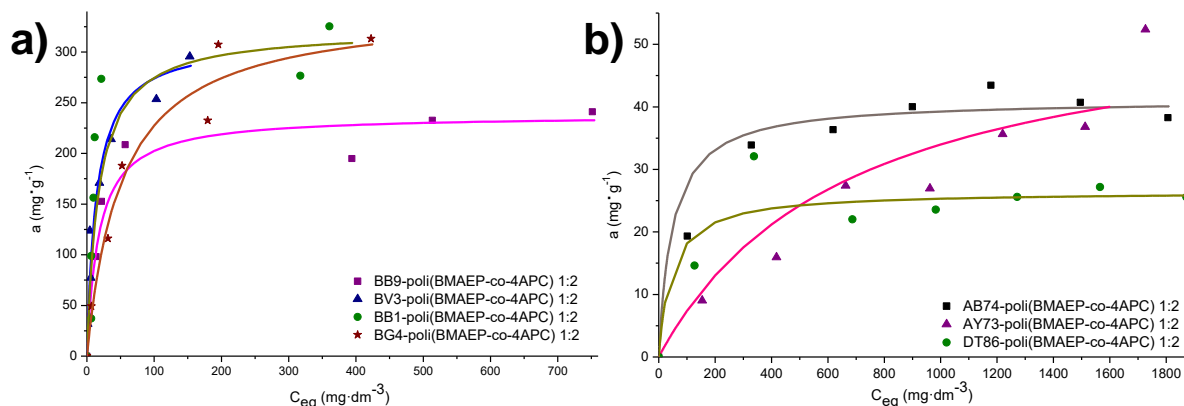 a)
350
300
250
200
150
100
50
0
a (mg·g⁻¹)
BB9-poli(BMAEP-co-4APC) 1:2
BV3-poli(BMAEP-co-4APC) 1:2
BB1-poli(BMAEP-co-4APC) 1:2
BG4-poli(BMAEP-co-4APC) 1:2
0 100 200 300 400 500 600 700
C_eq (mg·dm⁻³)
b)
50
40
30
20
10
0
a (mg·g⁻¹)
AB74-poli(BMAEP-co-4APC) 1:2
AY73-poli(BMAEP-co-4APC) 1:2
DT86-poli(BMAEP-co-4APC) 1:2
0 200 400 600 800 1000 1200 1400 1600 1800
C_eq (mg·dm⁻³)